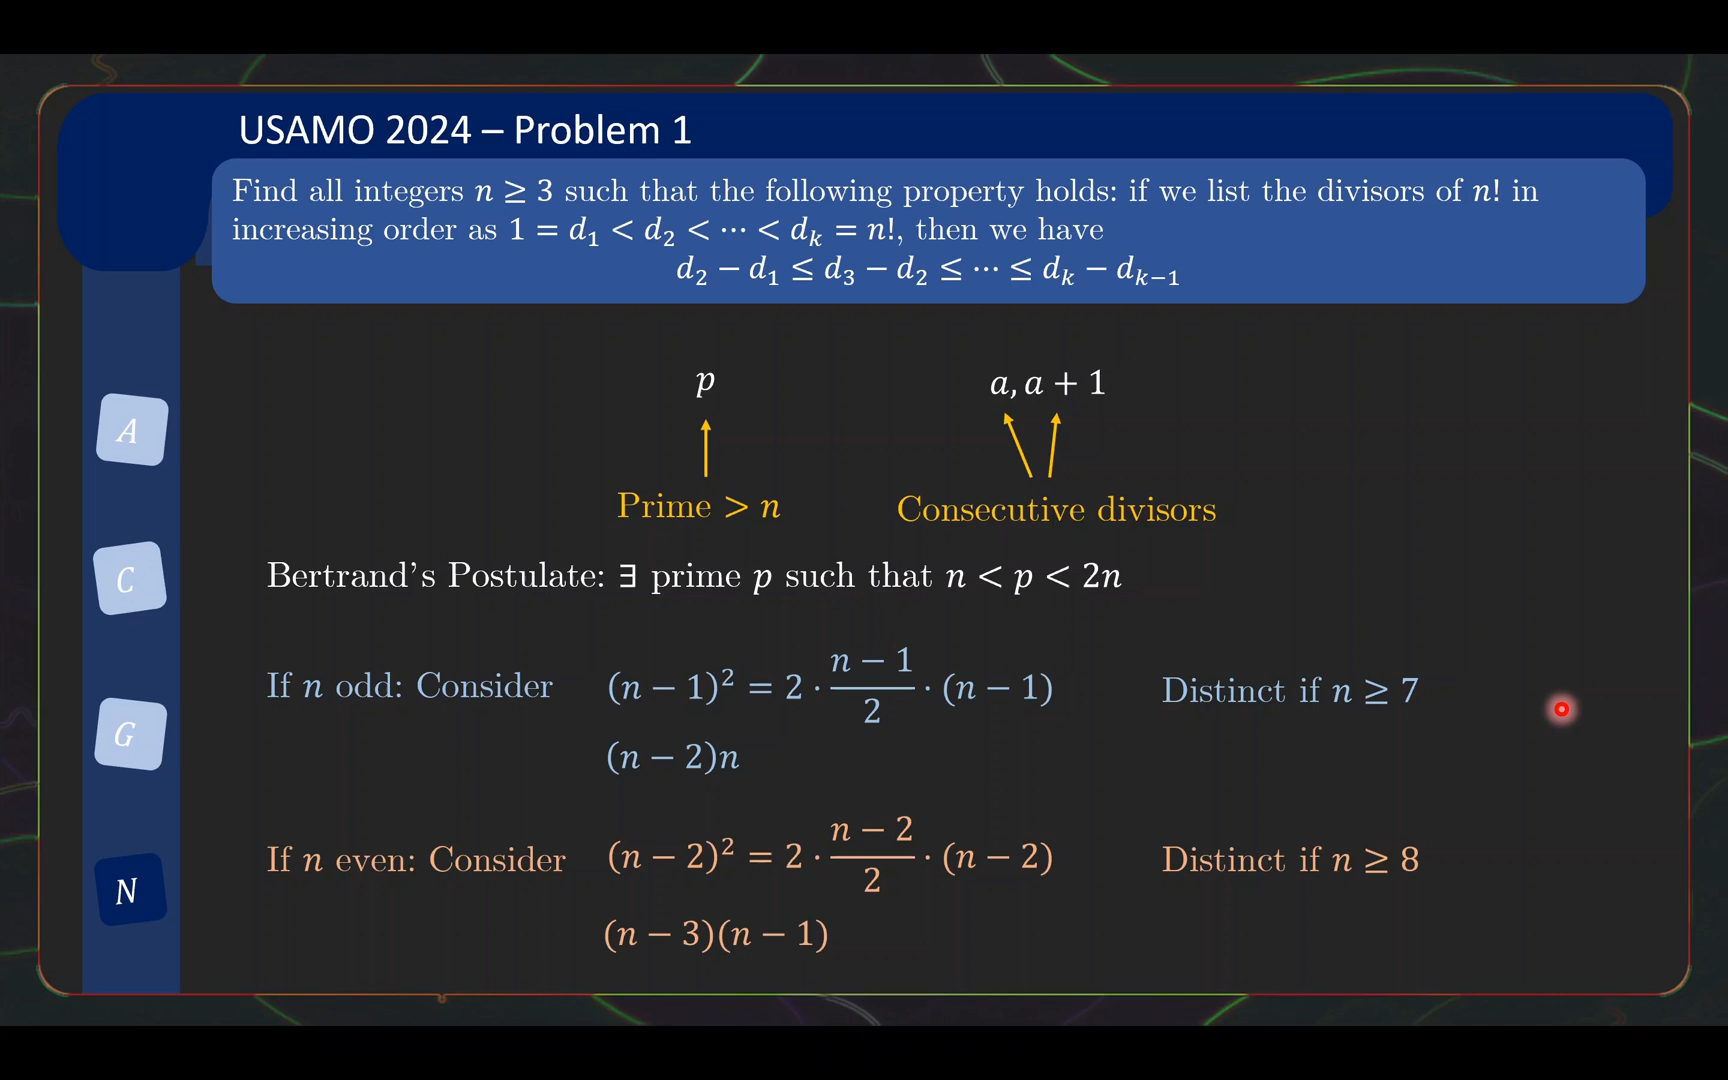 USAMO 2024 – Problem 1
Find all integers n ≥ 3 such that the following property holds: if we list the divisors of n! in
increasing order as 1 = d₁ < d₂ < ⋯ < dₖ = n!, then we have
d₂ − d₁ ≤ d₃ − d₂ ≤ ⋯ ≤ dₖ − dₖ₋₁
p
a, a + 1
Prime > n
Consecutive divisors
Bertrand's Postulate: ∃ prime p such that n < p < 2n
If n odd: Consider (n − 1)² = 2 · (n − 1)/2 · (n − 1) Distinct if n ≥ 7
(n − 2)n
If n even: Consider (n − 2)² = 2 · (n − 2)/2 · (n − 2) Distinct if n ≥ 8
(n − 3)(n − 1)
A
C
G
N